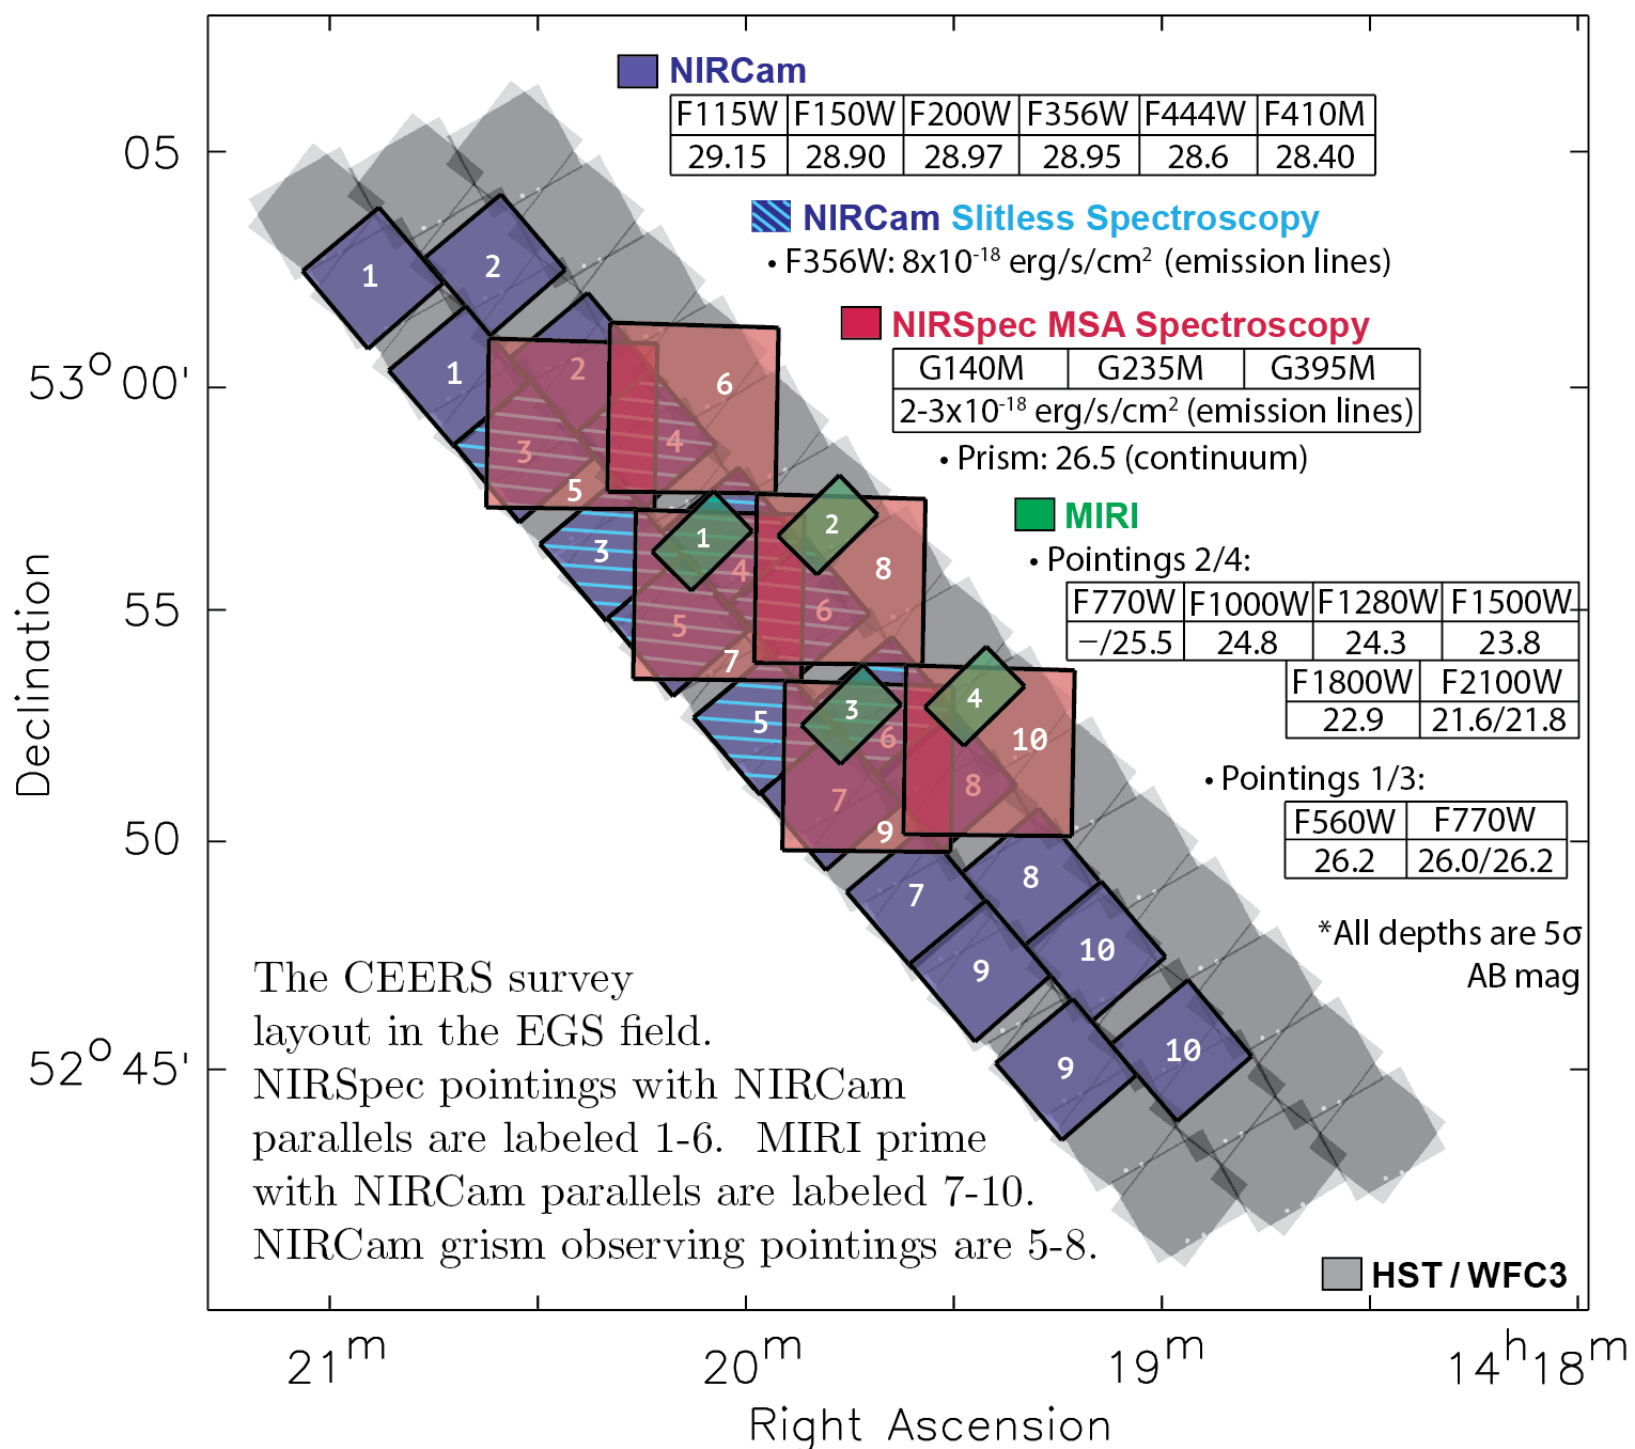 NIRCam
F115W F150W F200W F356W F444W F410M
29.15 28.90 28.97 28.95 28.6 28.40
NIRCam Slitless Spectroscopy
• F356W: 8x10⁻¹⁸ erg/s/cm² (emission lines)
NIRSpec MSA Spectroscopy
G140M G235M G395M
2-3x10⁻¹⁸ erg/s/cm² (emission lines)
• Prism: 26.5 (continuum)
MIRI
• Pointings 2/4:
F770W F1000W F1280W F1500W
−/25.5 24.8 24.3 23.8
F1800W F2100W
22.9 21.6/21.8
• Pointings 1/3:
F560W F770W
26.2 26.0/26.2
*All depths are 5σ
AB mag
HST / WFC3
1
2
1
2
6
3
4
5
3
1
2
4
8
5
6
7
5
3
4
6
10
7
8
9
7
8
9
10
9
10
The CEERS survey
layout in the EGS field.
NIRSpec pointings with NIRCam
parallels are labeled 1-6. MIRI prime
with NIRCam parallels are labeled 7-10.
NIRCam grism observing pointings are 5-8.
Declination
05
53° 00'
55
50
52° 45'
21ᵐ 20ᵐ 19ᵐ 14ʰ18ᵐ
Right Ascension